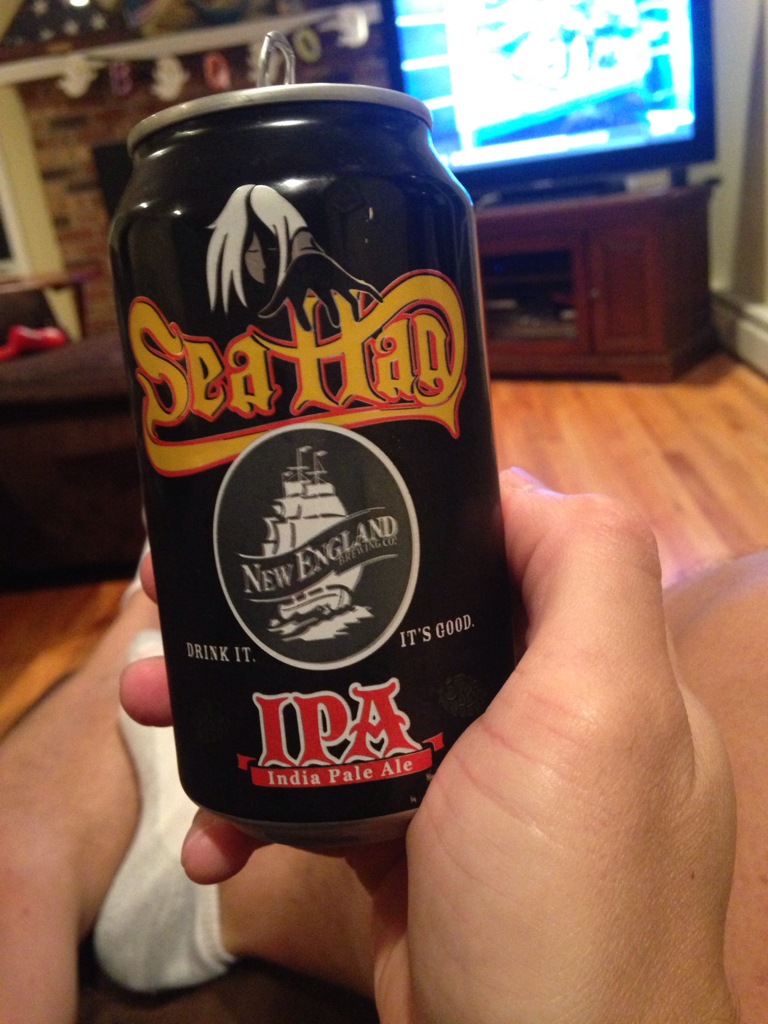 Sea Hag
New England
Brewing Co.
Drink it.
It's good.
IPA
India Pale Ale